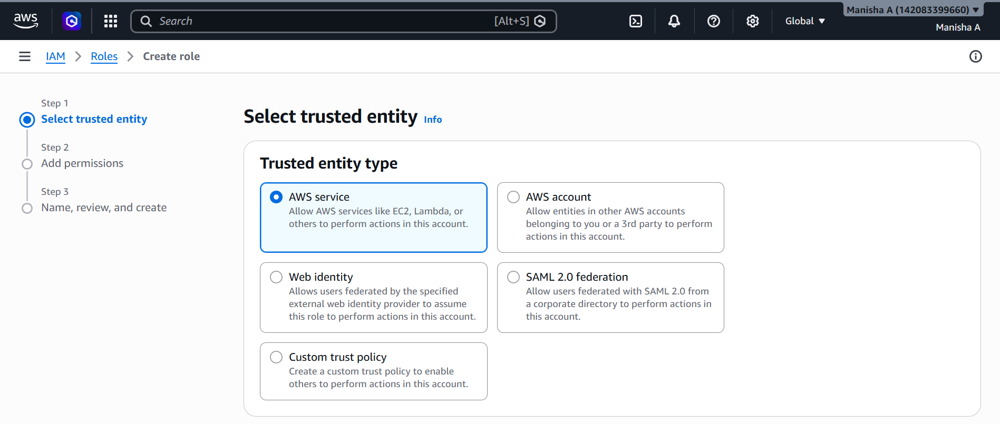 aws
Search
[Alt+S]
Global
Manisha A (142083399660)
Manisha A
IAM
Roles
Create role
Step 1
Select trusted entity
Step 2
Add permissions
Step 3
Name, review, and create
Select trusted entity Info
Trusted entity type
AWS service
Allow AWS services like EC2, Lambda, or
others to perform actions in this account.
AWS account
Allow entities in other AWS accounts
belonging to you or a 3rd party to perform
actions in this account.
Web identity
Allows users federated by the specified
external web identity provider to assume
this role to perform actions in this account.
SAML 2.0 federation
Allow users federated with SAML 2.0 from
a corporate directory to perform actions in
this account.
Custom trust policy
Create a custom trust policy to enable
others to perform actions in this account.